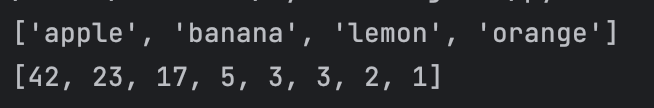 ['apple', 'banana', 'lemon', 'orange']
[42, 23, 17, 5, 3, 3, 2, 1]